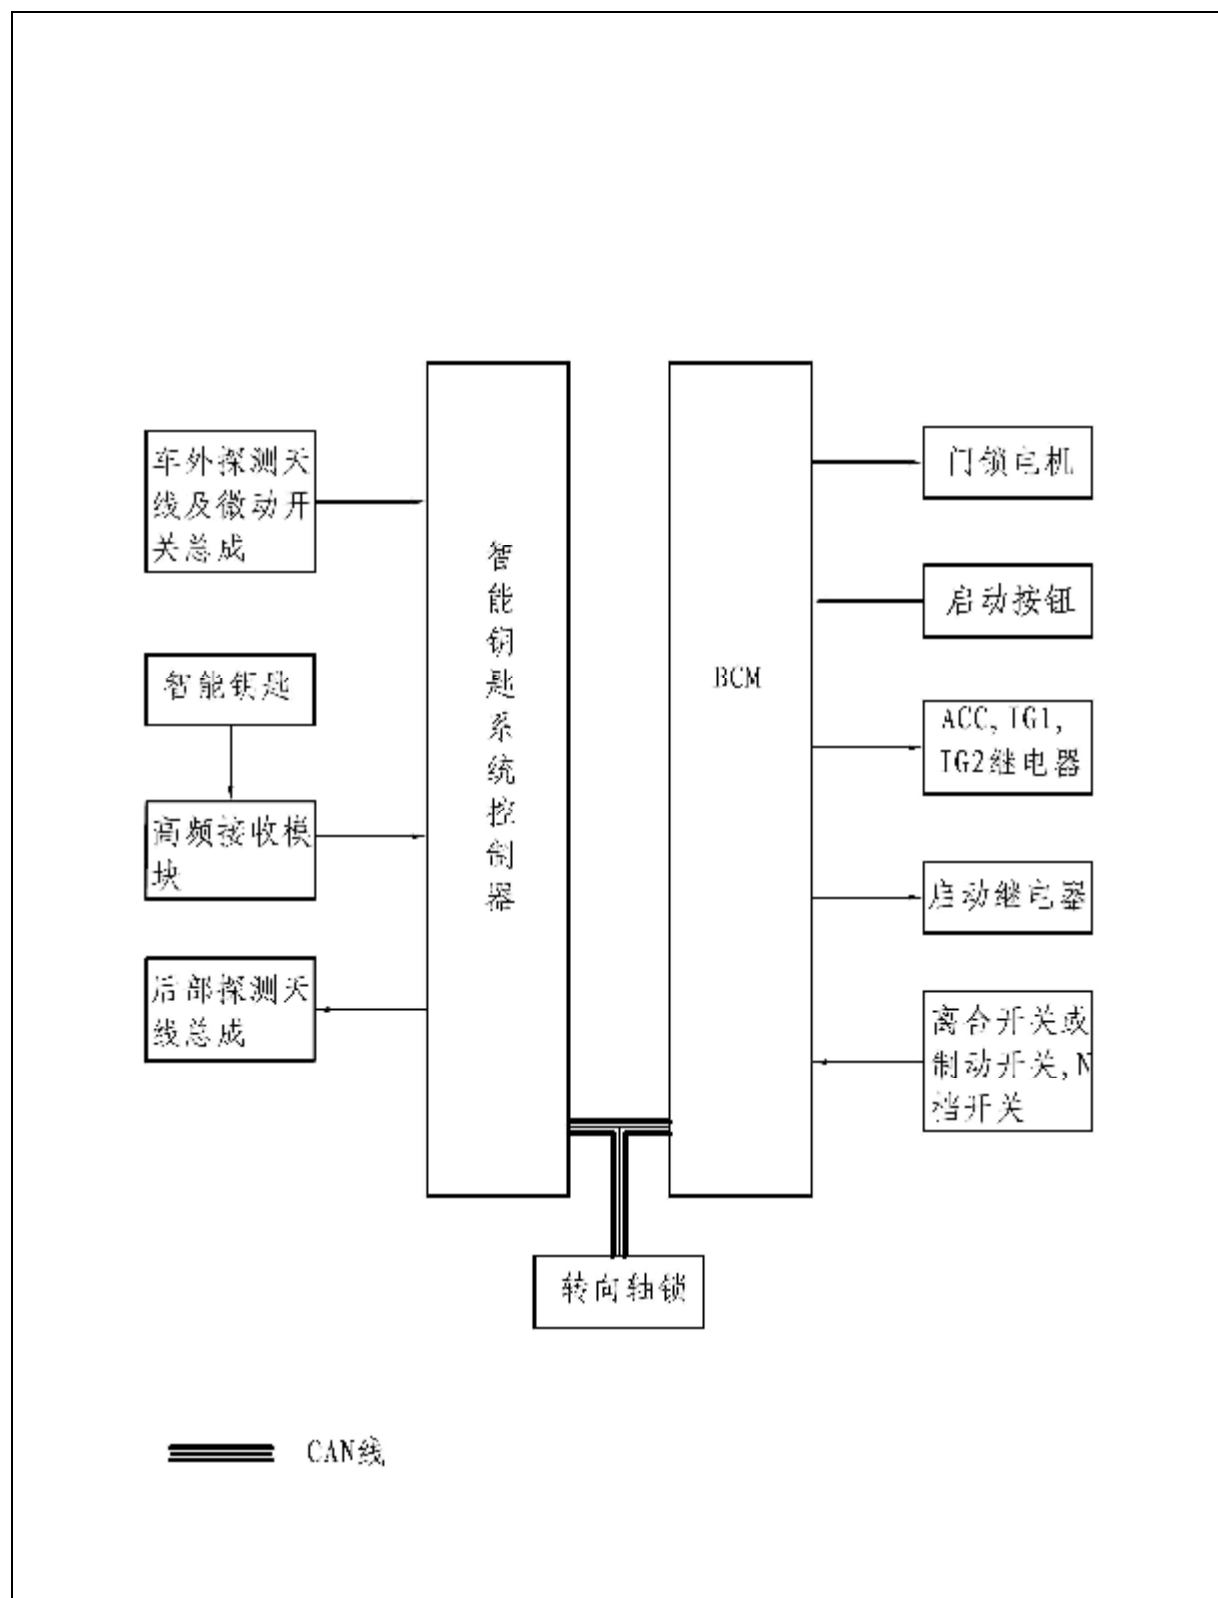 车外探测天
线及微动开
关总成
智能钥匙
高频接收模
块
后部探测天
线总成
智能钥匙系统控制器
BCM
门锁电机
启动按钮
ACC,IG1,
IG2继电器
启动继电器
离合开关或
制动开关,N
档开关
转向轴锁
CAN线